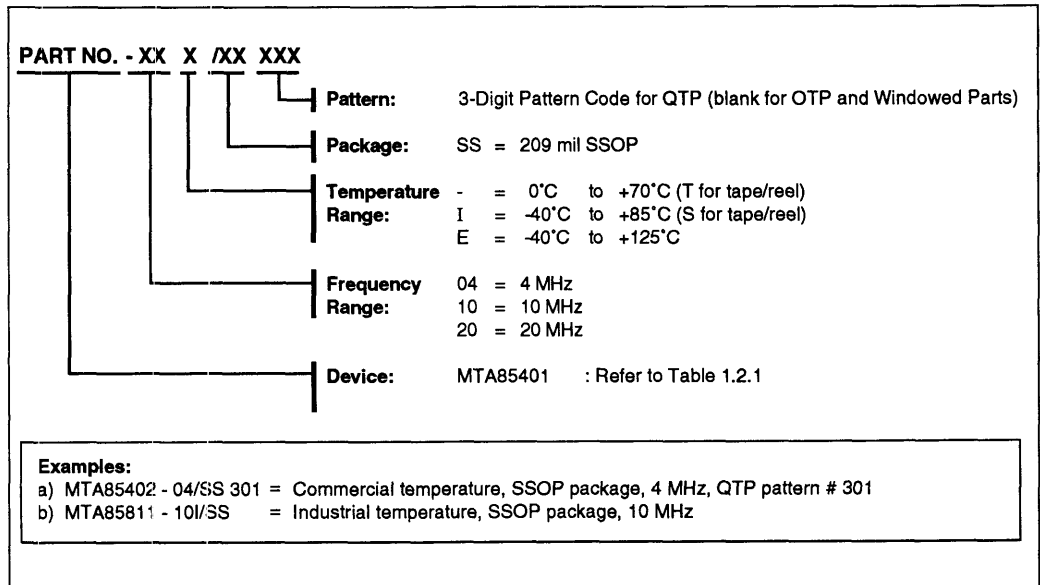 PART NO. - XX X /XX XXX
Pattern: 3-Digit Pattern Code for QTP (blank for OTP and Windowed Parts)
Package: SS = 209 mil SSOP
Temperature - = 0˚C to +70˚C (T for tape/reel)
Range: I = -40˚C to +85˚C (S for tape/reel)
E = -40˚C to +125˚C
Frequency 04 = 4 MHz
Range: 10 = 10 MHz
20 = 20 MHz
Device: MTA85401 : Refer to Table 1.2.1
Examples:
a) MTA85402 - 04/SS 301 = Commercial temperature, SSOP package, 4 MHz, QTP pattern # 301
b) MTA85811 - 10I/SS = Industrial temperature, SSOP package, 10 MHz